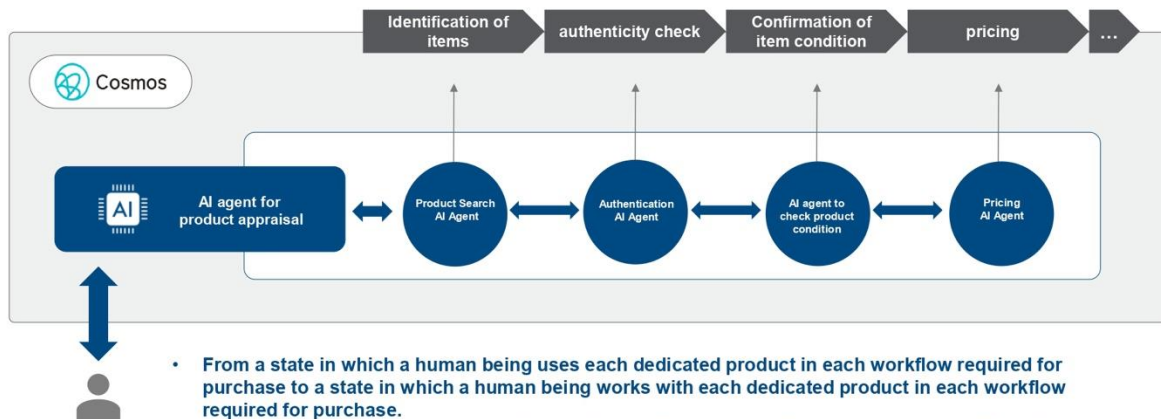 Identification of
items
authenticity check
Confirmation of
item condition
pricing
...
Cosmos
AI
AI agent for
product appraisal
Product Search
AI Agent
Authentication
AI Agent
AI agent to
check product
condition
Pricing
AI Agent
• From a state in which a human being uses each dedicated product in each workflow required for
purchase to a state in which a human being works with each dedicated product in each workflow
required for purchase.